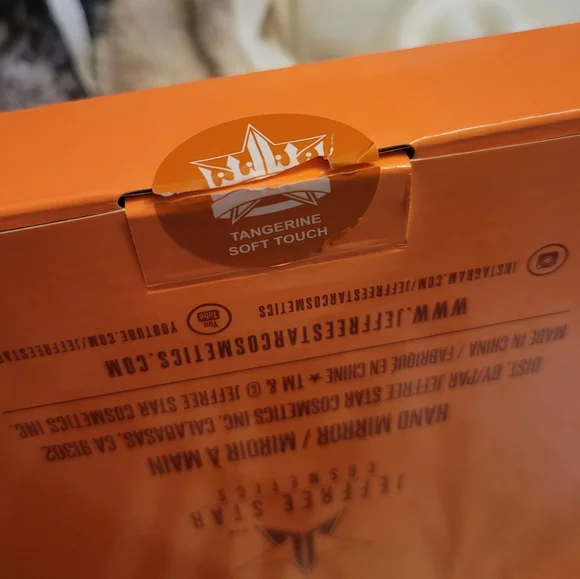 TANGERINE
SOFT TOUCH
JEFFREE STAR
COSMETICS
HAND MIRROR / MIROIR À MAIN
DIST. BY/PAR JEFFREE STAR COSMETICS INC. CALABASAS, CA 91302
MADE IN CHINA / FABRIQUÉ EN CHINE ★ TM & © JEFFREE STAR COSMETICS INC.
WWW.JEFFREESTARCOSMETICS.COM
INSTAGRAM.COM/JEFFREESTARCOSMETICS
You Tube
YOUTUBE.COM/JEFFREESTAR